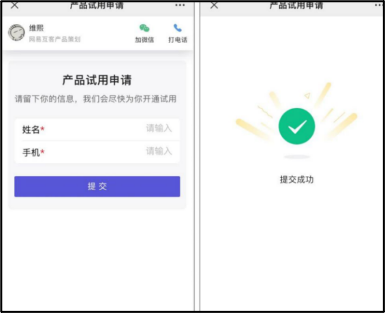 产品试用申请
维熙
网易互客产品策划
加微信
打电话
产品试用申请
请留下你的信息，我们会尽快为你开通试用
姓名*
请输入
手机*
请输入
提交
产品试用申请
提交成功